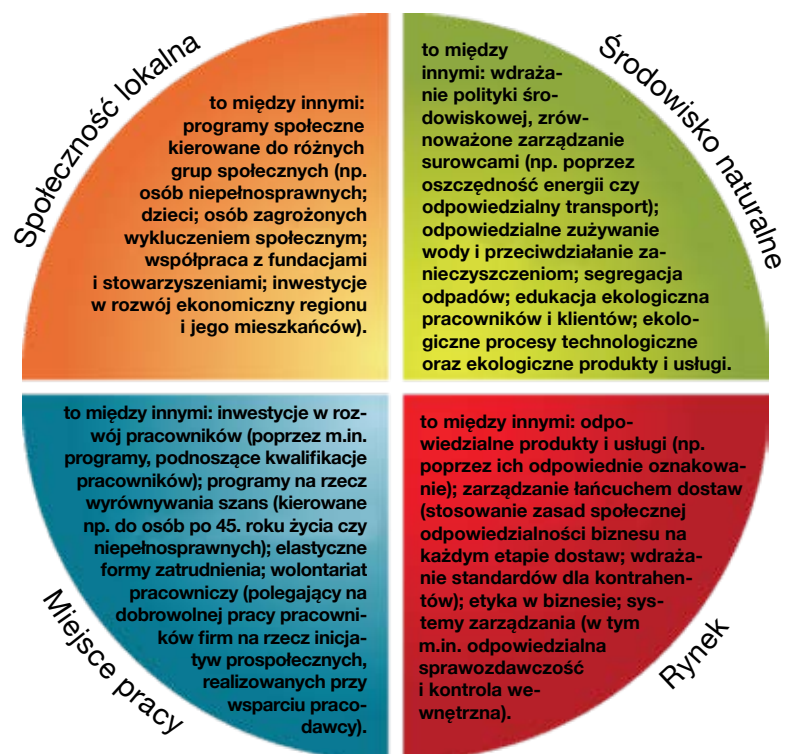 Społeczność lokalna
to między innymi:
programy społeczne
kierowane do różnych
grup społecznych (np.
osób niepełnosprawnych;
dzieci; osób zagrożonych
wykluczeniem społecznym;
współpraca z fundacjami
i stowarzyszeniami; inwestycje
w rozwój ekonomiczny regionu
i jego mieszkańców).
Środowisko naturalne
to między
innymi: wdraża-
nie polityki śro-
dowiskowej, zrów-
noważone zarządzanie
surowcami (np. poprzez
oszczędność energii czy
odpowiedzialny transport);
odpowiedzialne zużywanie
wody i przeciwdziałanie za-
nieczyszczeniom; segregacja
odpadów; edukacja ekologiczna
pracowników i klientów; ekolo-
giczne procesy technologiczne
oraz ekologiczne produkty i usługi.
Miejsce pracy
to między innymi: inwestycje w roz-
wój pracowników (poprzez m.in.
programy, podnoszące kwalifikacje
pracowników); programy na rzecz
wyrównywania szans (kierowane
np. do osób po 45. roku życia czy
niepełnosprawnych); elastyczne
formy zatrudnienia; wolontariat
pracowniczy (polegający na
dobrowolnej pracy pracowni-
ków firm na rzecz inicja-
tyw prospołecznych,
realizowanych przy
wsparciu praco-
dawcy).
Rynek
to między innymi: odpo-
wiedzialne produkty i usługi (np.
poprzez ich odpowiednie oznakowa-
nie); zarządzanie łańcuchem dostaw
(stosowanie zasad społecznej
odpowiedzialności biznesu na
każdym etapie dostaw; wdraża-
nie standardów dla kontrahen-
tów); etyka w biznesie; sys-
temy zarządzania (w tym
m.in. odpowiedzialna
sprawozdawczość
i kontrola we-
wnętrzna).